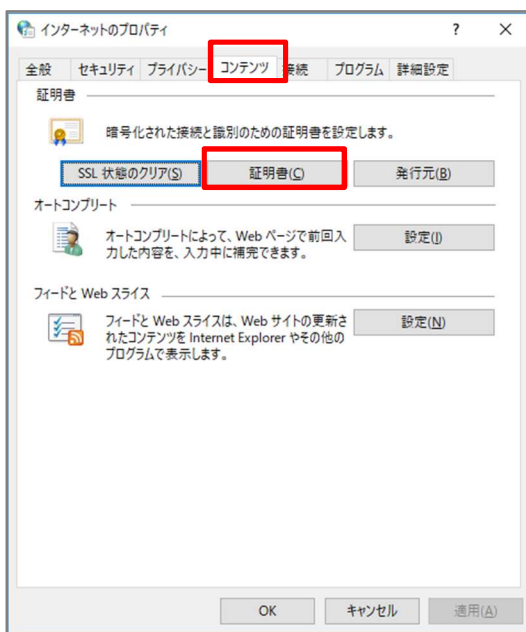 インターネットのプロパティ ? ×
全般 セキュリティ プライバシー コンテンツ 接続 プログラム 詳細設定
証明書
暗号化された接続と識別のための証明書を設定します。
SSL 状態のクリア(S) 証明書(C) 発行元(B)
オートコンプリート
オートコンプリートによって、Web ページで前回入 設定(I)
力した内容を、入力中に補完できます。
フィードと Web スライス
フィードと Web スライスは、Web サイトの更新さ 設定(N)
れたコンテンツを Internet Explorer やその他の
プログラムで表示します。
OK キャンセル 適用(A)